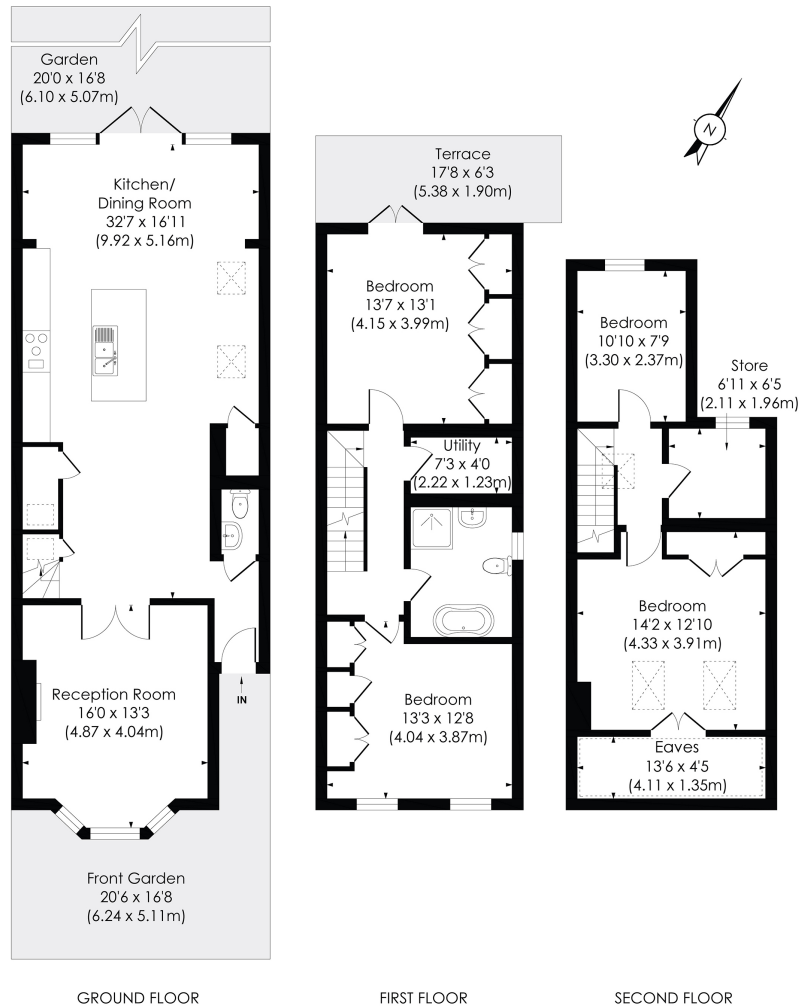 Garden
20'0 x 16'8
(6.10 x 5.07m)
Kitchen/
Dining Room
32'7 x 16'11
(9.92 x 5.16m)
Reception Room
16'0 x 13'3
(4.87 x 4.04m)
IN
Front Garden
20'6 x 16'8
(6.24 x 5.11m)
GROUND FLOOR
Terrace
17'8 x 6'3
(5.38 x 1.90m)
Bedroom
13'7 x 13'1
(4.15 x 3.99m)
Utility
7'3 x 4'0
(2.22 x 1.23m)
Bedroom
13'3 x 12'8
(4.04 x 3.87m)
FIRST FLOOR
N
Bedroom
10'10 x 7'9
(3.30 x 2.37m)
Store
6'11 x 6'5
(2.11 x 1.96m)
Bedroom
14'2 x 12'10
(4.33 x 3.91m)
Eaves
13'6 x 4'5
(4.11 x 1.35m)
SECOND FLOOR